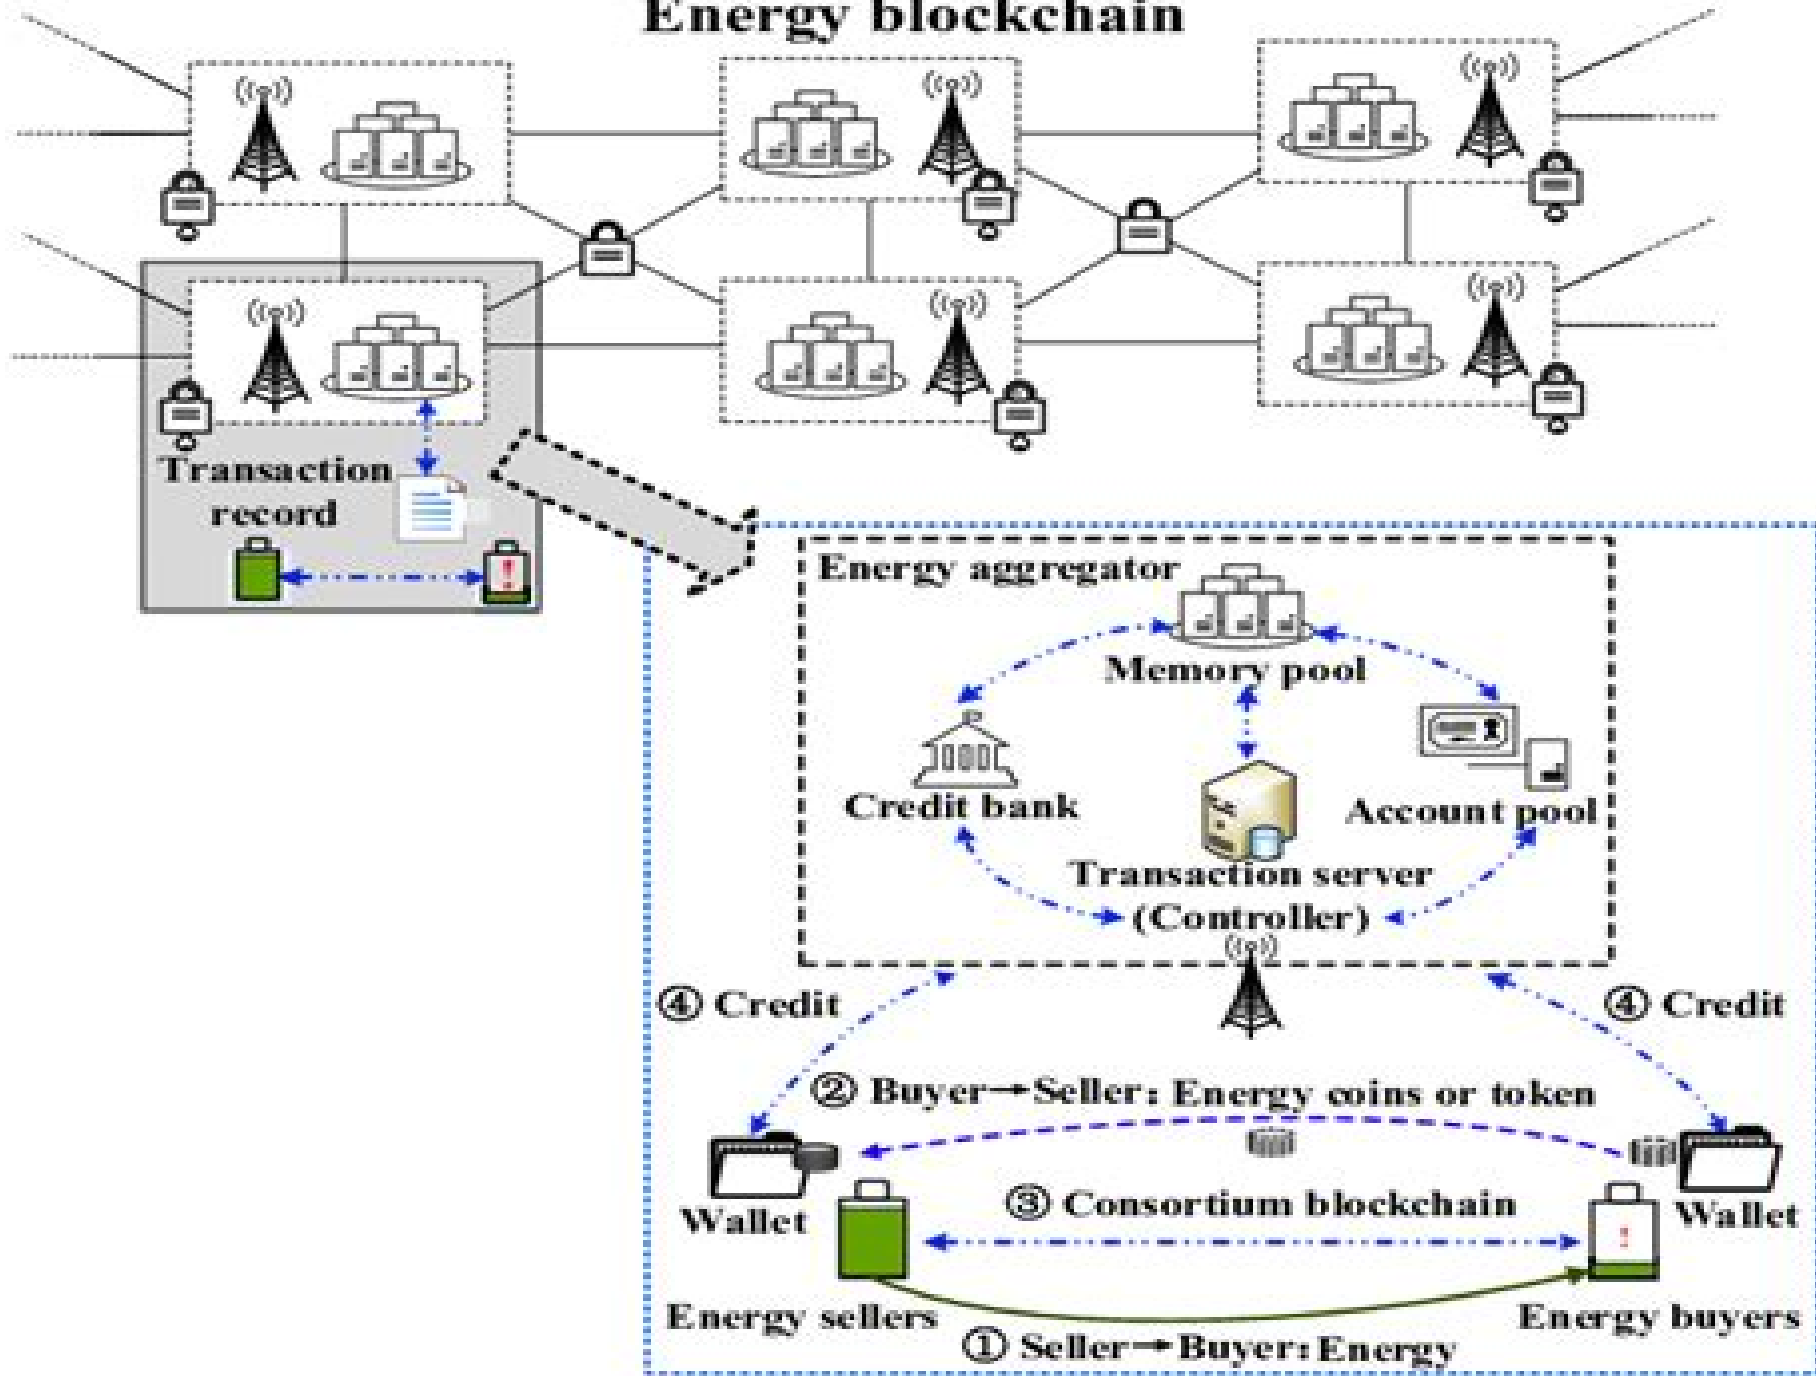 Energy blockchain
Transaction
record
Energy aggregator
Memory pool
Credit bank
Account pool
Transaction server
(Controller)
④ Credit
④ Credit
② Buyer→Seller: Energy coins or token
③ Consortium blockchain
Wallet
Wallet
Energy sellers
Energy buyers
① Seller→Buyer: Energy